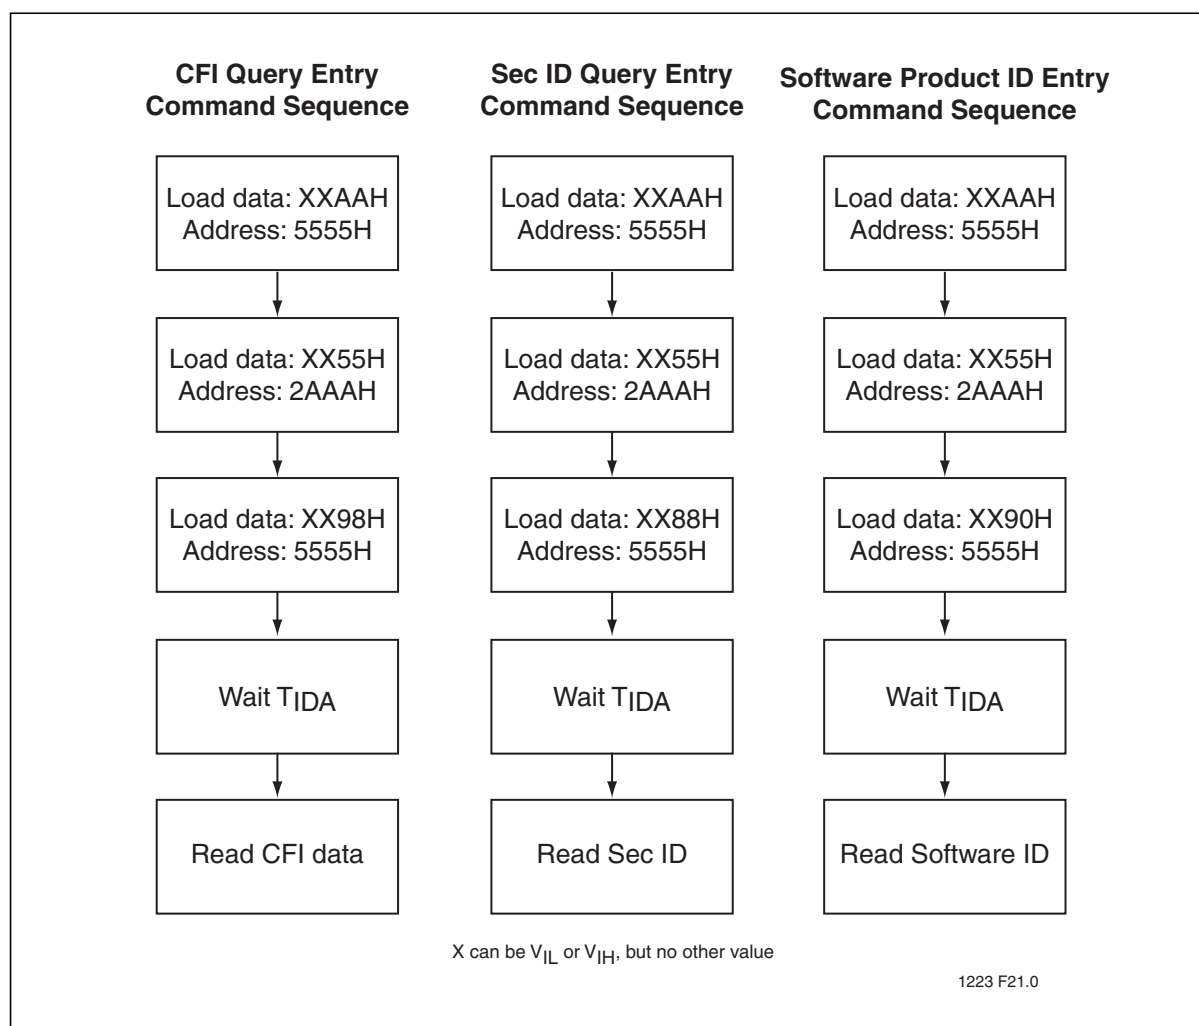 CFI Query Entry
Command Sequence
Load data: XXAAH
Address: 5555H
Load data: XX55H
Address: 2AAAH
Load data: XX98H
Address: 5555H
Wait TIDA
Read CFI data
Sec ID Query Entry
Command Sequence
Load data: XXAAH
Address: 5555H
Load data: XX55H
Address: 2AAAH
Load data: XX88H
Address: 5555H
Wait TIDA
Read Sec ID
Software Product ID Entry
Command Sequence
Load data: XXAAH
Address: 5555H
Load data: XX55H
Address: 2AAAH
Load data: XX90H
Address: 5555H
Wait TIDA
Read Software ID
X can be VIL or VIH, but no other value
1223 F21.0